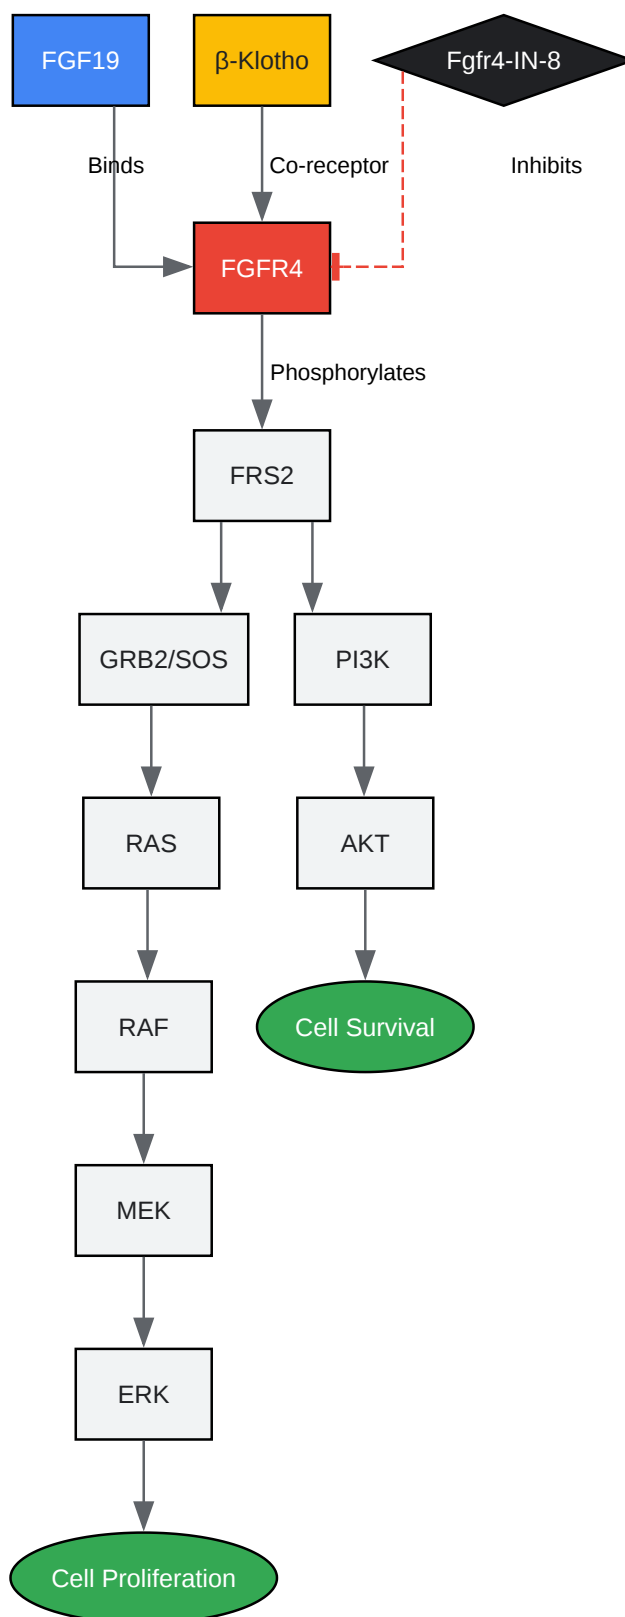 FGF19
β-Klotho
Fgfr4-IN-8
Binds
Co-receptor
Inhibits
FGFR4
Phosphorylates
FRS2
GRB2/SOS
PI3K
RAS
AKT
RAF
Cell Survival
MEK
ERK
Cell Proliferation